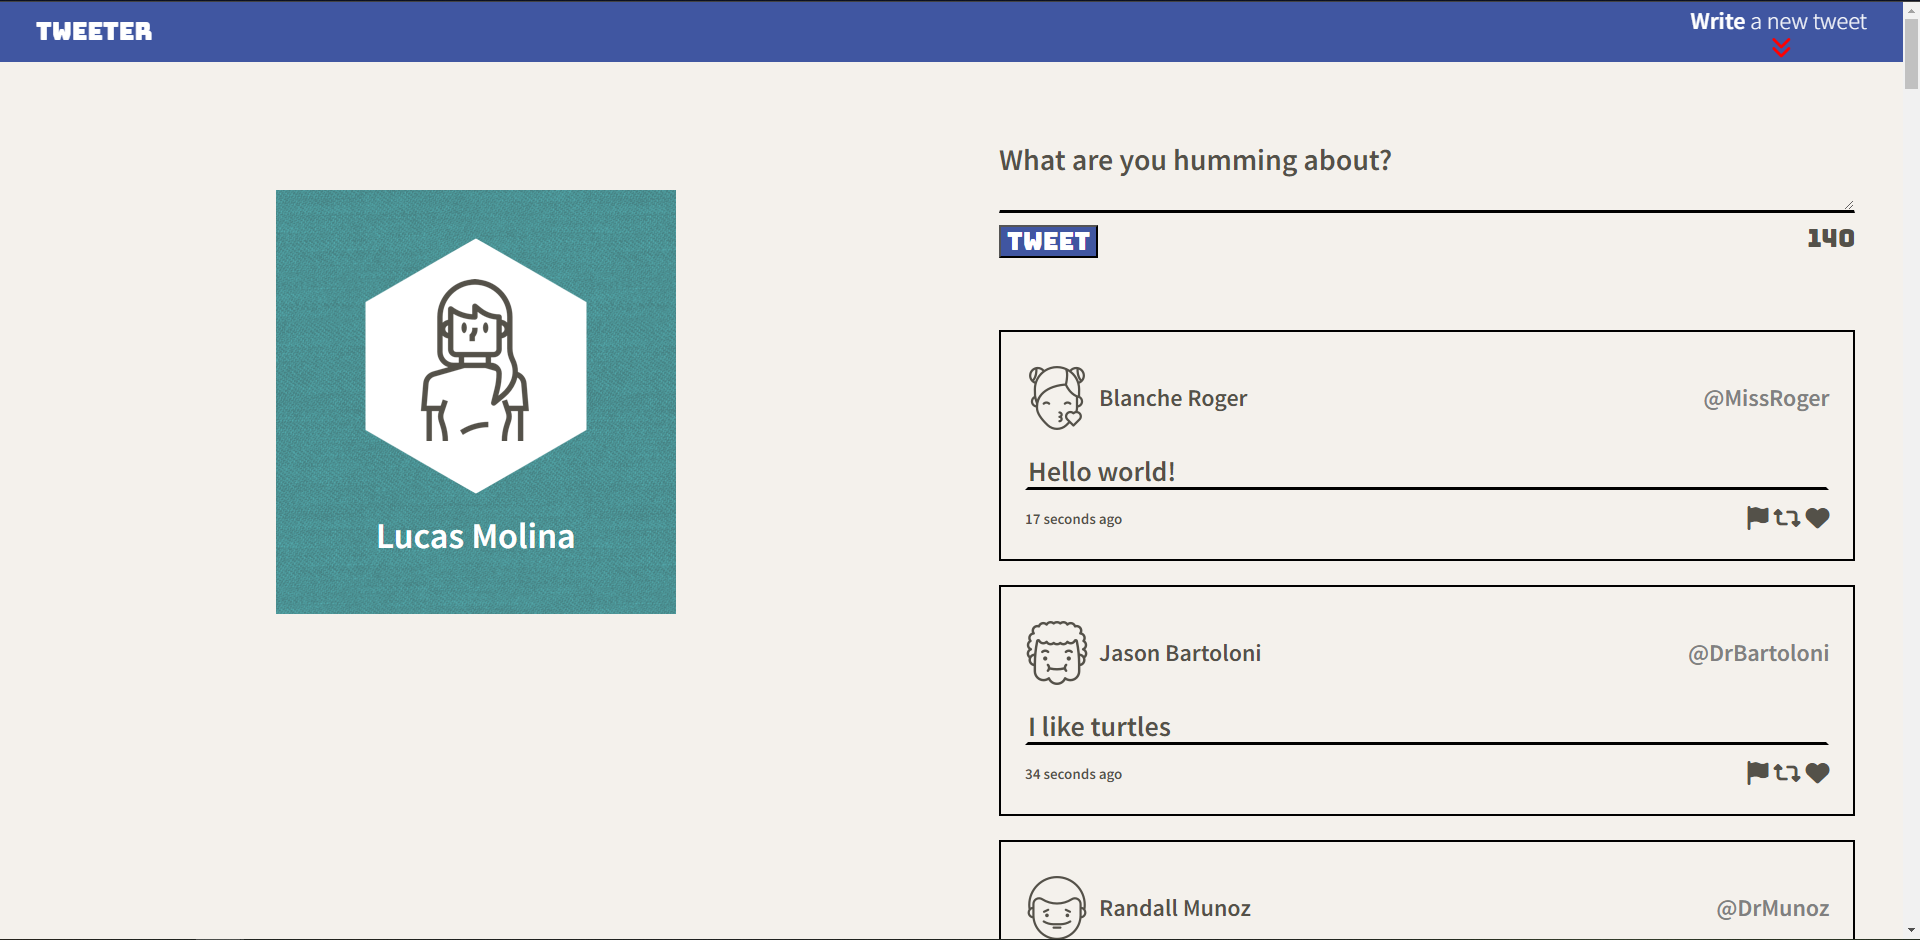 TWEETER
Write a new tweet
Lucas Molina
What are you humming about?
TWEET
140
Blanche Roger
@MissRoger
Hello world!
17 seconds ago
Jason Bartoloni
@DrBartoloni
I like turtles
34 seconds ago
Randall Munoz
@DrMunoz